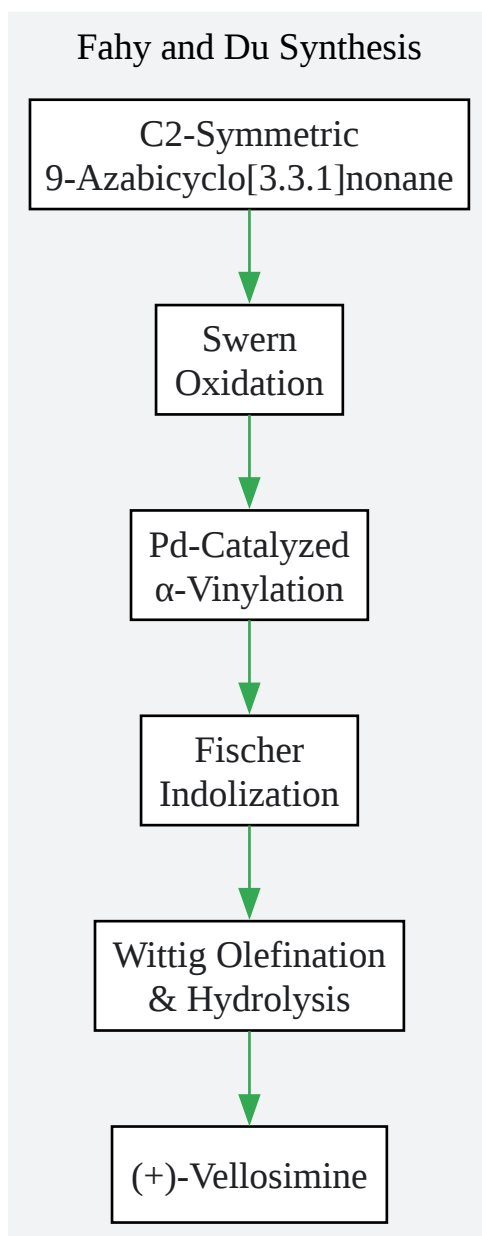 Fahy and Du Synthesis
C2-Symmetric
9-Azabicyclo[3.3.1]nonane
Swern
Oxidation
Pd-Catalyzed
α-Vinylation
Fischer
Indolization
Wittig Olefination
& Hydrolysis
(+)-Vellosimine